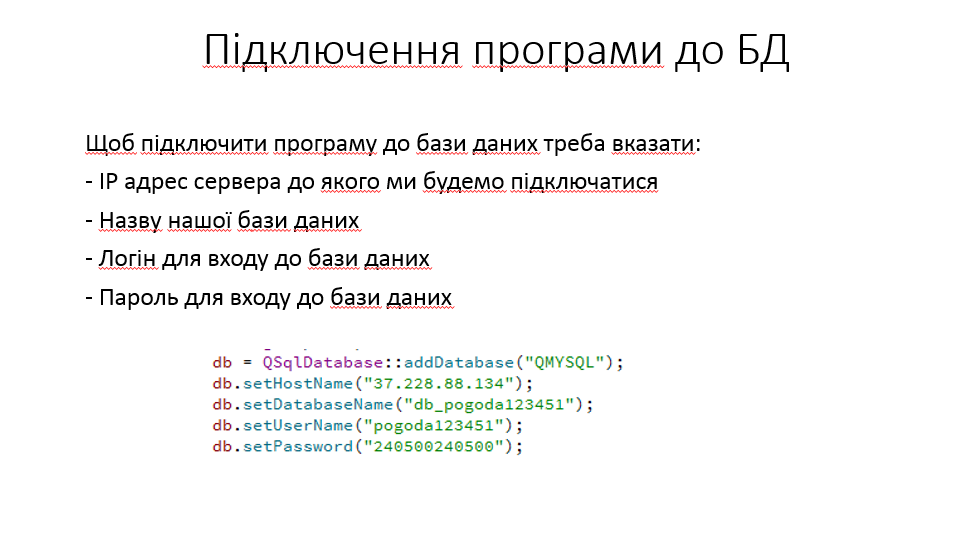 Підключення програми до БД
Щоб підключити програму до бази даних треба вказати:
- IP адрес сервера до якого ми будемо підключатися
- Назву нашої бази даних
- Логін для входу до бази даних
- Пароль для входу до бази даних
db = QSqlDatabase::addDatabase("QMYSQL");
db.setHostName("37.228.88.134");
db.setDatabaseName("db_pogoda123451");
db.setUserName("pogoda123451");
db.setPassword("240500240500");